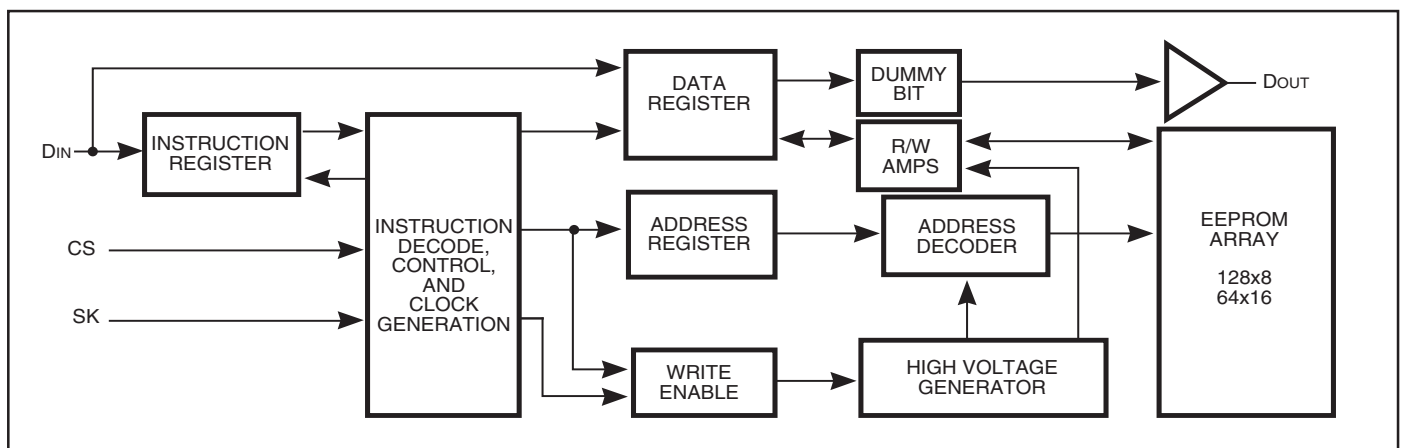 DATA
REGISTER
DUMMY
BIT
DOUT
DIN
INSTRUCTION
REGISTER
R/W
AMPS
CS
SK
INSTRUCTION
DECODE,
CONTROL,
AND
CLOCK
GENERATION
ADDRESS
REGISTER
ADDRESS
DECODER
EEPROM
ARRAY
128x8
64x16
WRITE
ENABLE
HIGH VOLTAGE
GENERATOR